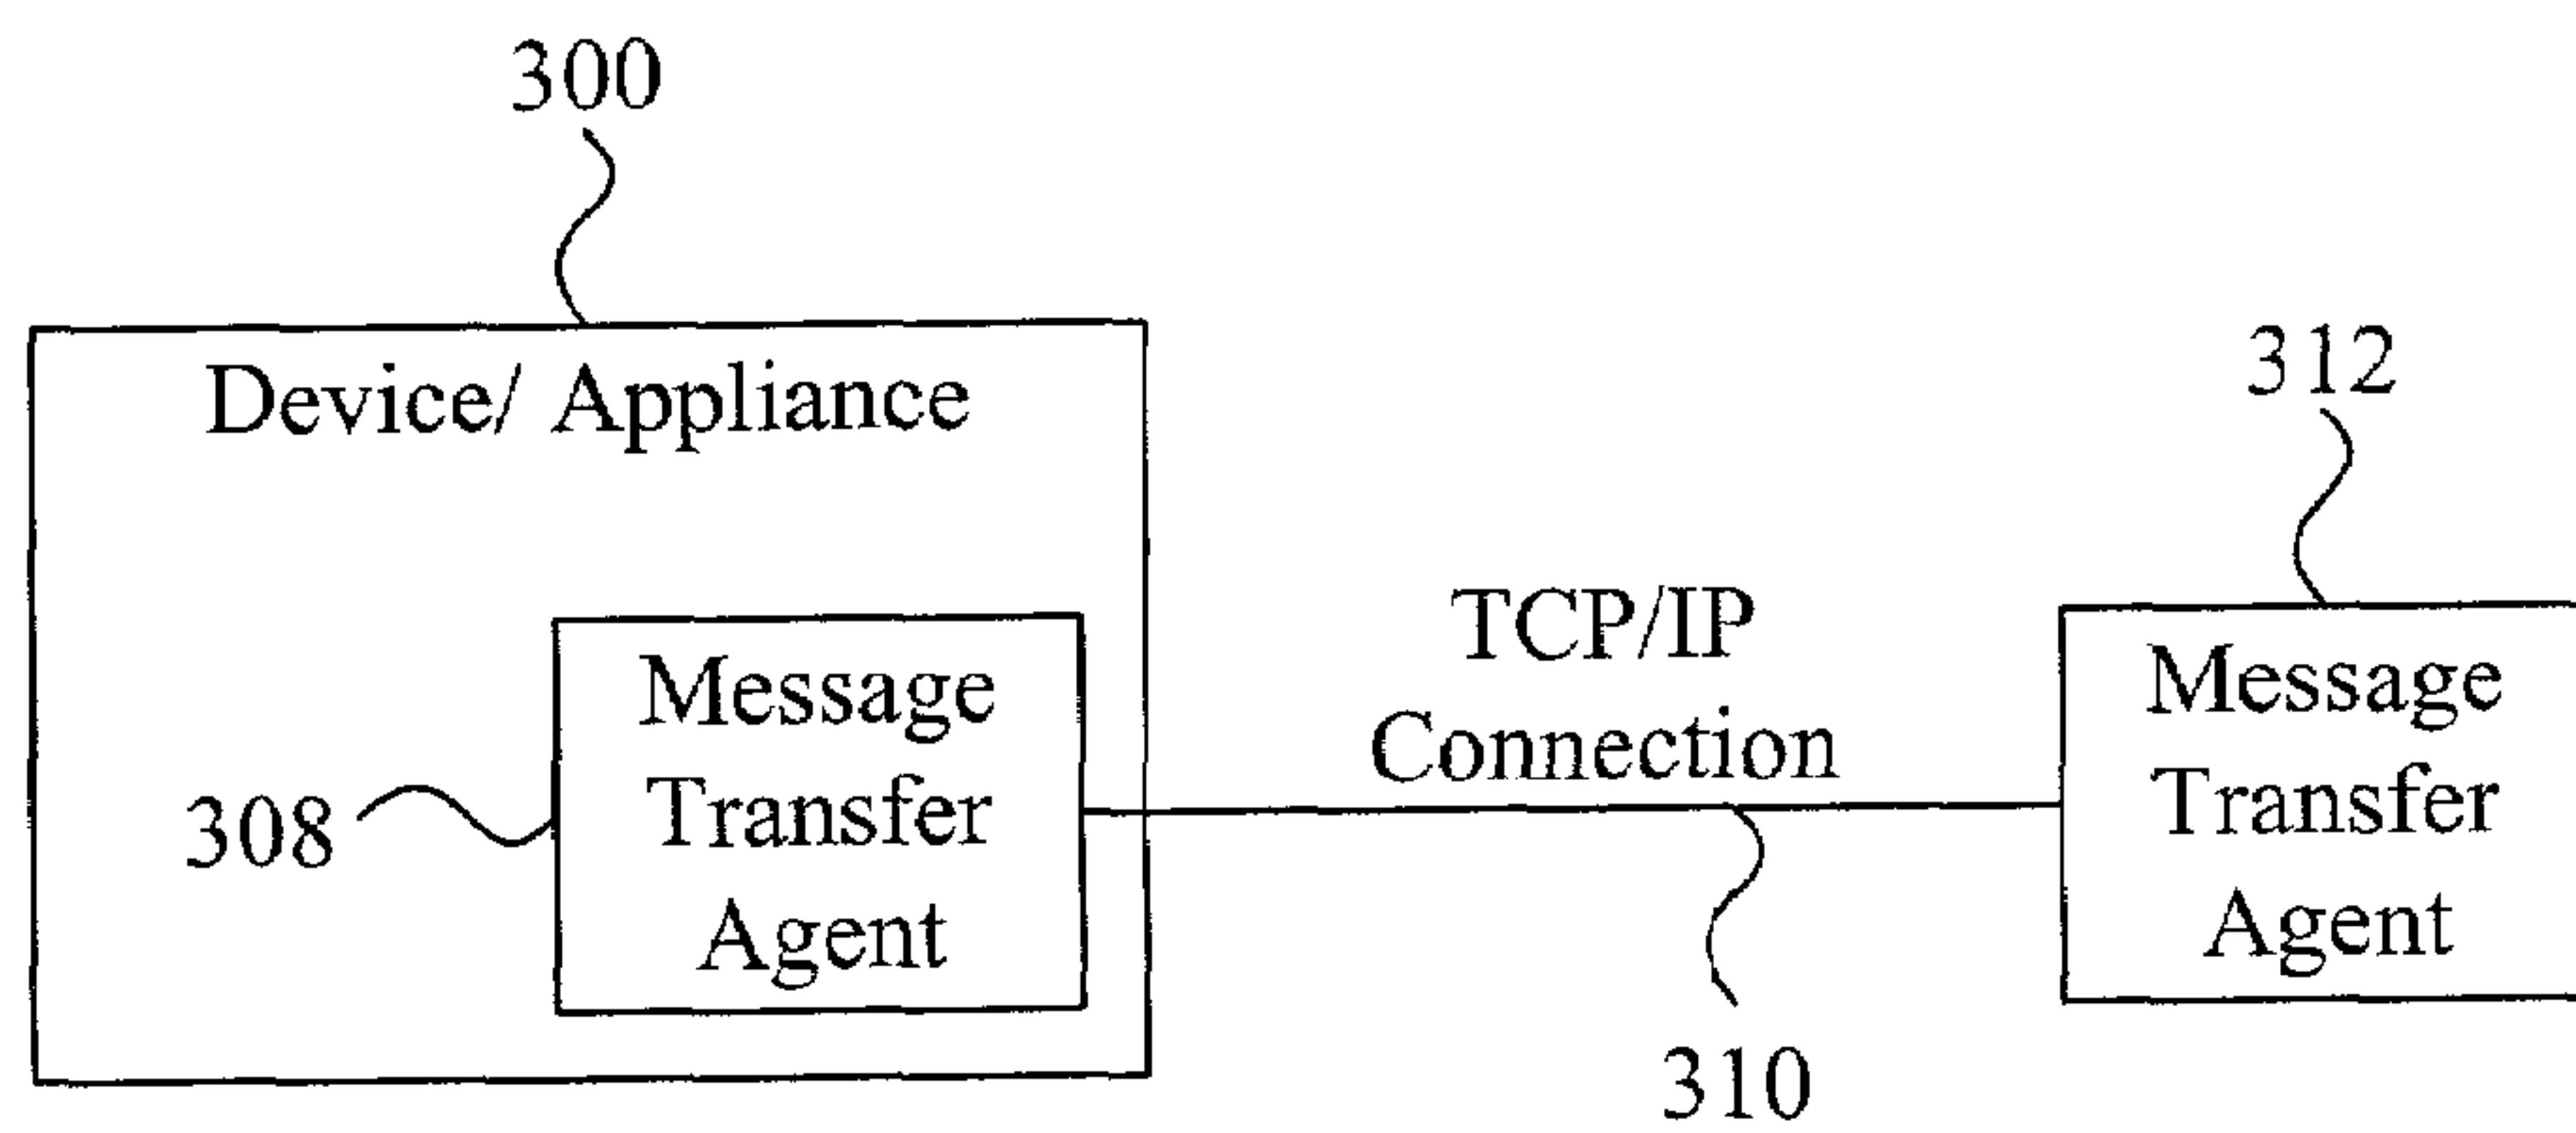 300
Device/ Appliance
312
TCP/IP
Connection
Message
Transfer
Agent
308
Message
Transfer
Agent
310